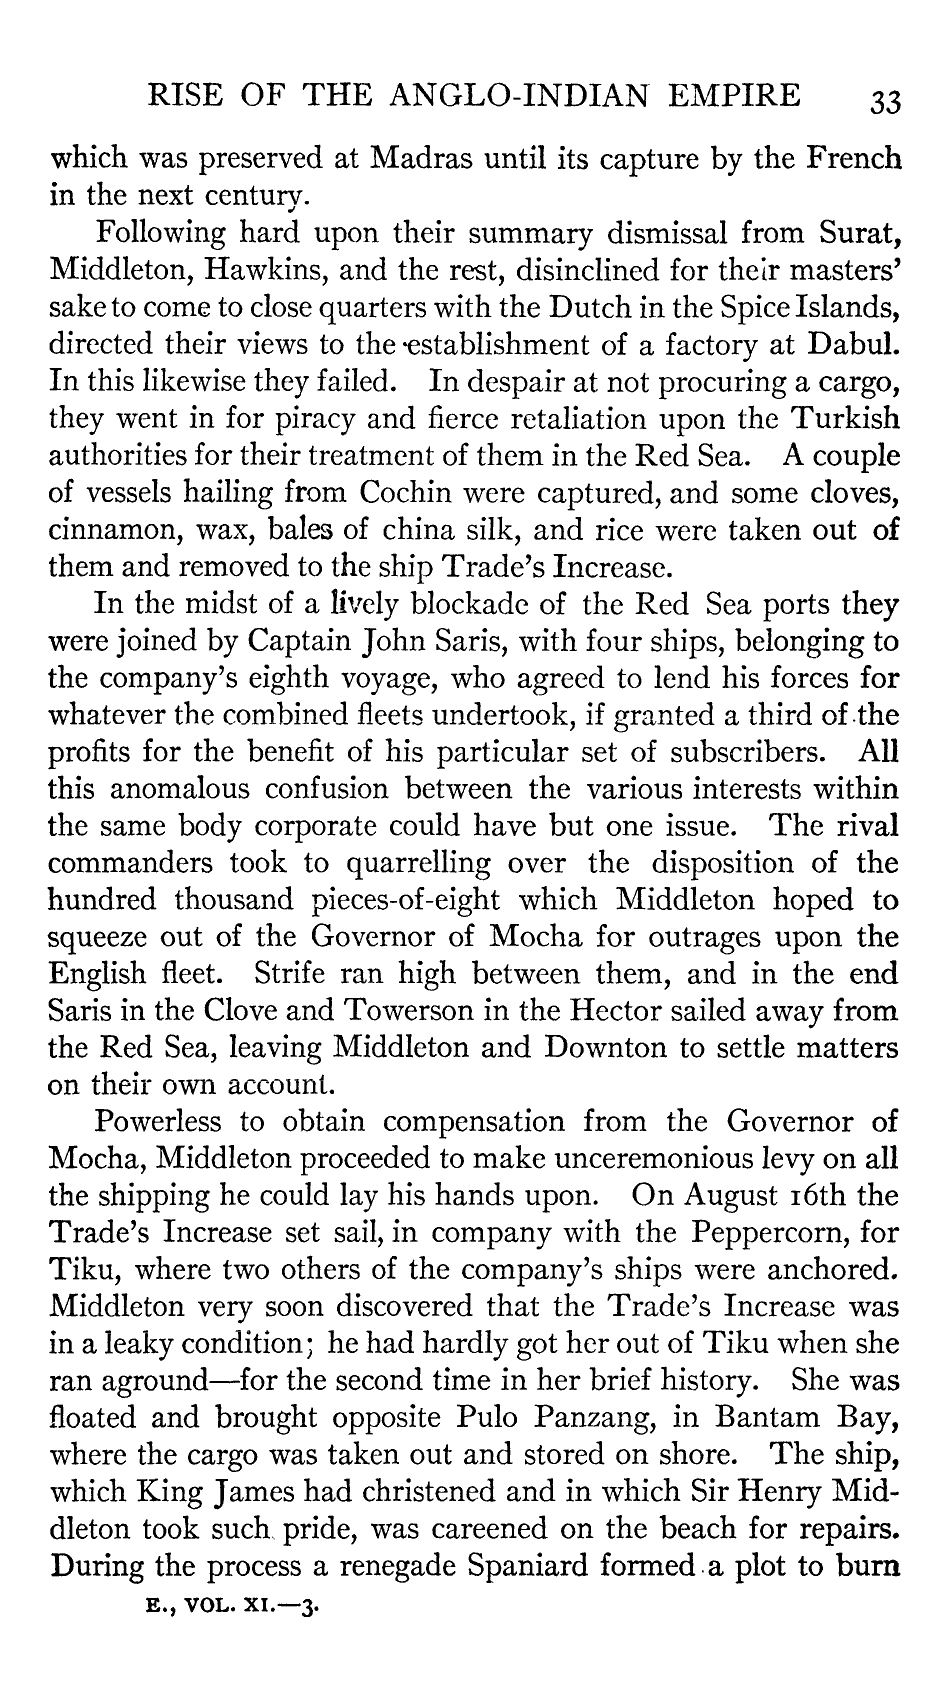 RISE OF THE ANGLO-INDIAN EMPIRE 33
which was preserved at Madras until its capture by the French
in the next century.
Following hard upon their summary dismissal from Surat,
Middleton, Hawkins, and the rest, disinclined for their masters'
sake to come to close quarters with the Dutch in the Spice Islands,
directed their views to the establishment of a factory at Dabul.
In this likewise they failed. In despair at not procuring a cargo,
they went in for piracy and fierce retaliation upon the Turkish
authorities for their treatment of them in the Red Sea. A couple
of vessels hailing from Cochin were captured, and some cloves,
cinnamon, wax, bales of china silk, and rice were taken out of
them and removed to the ship Trade's Increase.
In the midst of a lively blockade of the Red Sea ports they
were joined by Captain John Saris, with four ships, belonging to
the company's eighth voyage, who agreed to lend his forces for
whatever the combined fleets undertook, if granted a third of the
profits for the benefit of his particular set of subscribers. All
this anomalous confusion between the various interests within
the same body corporate could have but one issue. The rival
commanders took to quarrelling over the disposition of the
hundred thousand pieces-of-eight which Middleton hoped to
squeeze out of the Governor of Mocha for outrages upon the
English fleet. Strife ran high between them, and in the end
Saris in the Clove and Towerson in the Hector sailed away from
the Red Sea, leaving Middleton and Downton to settle matters
on their own account.
Powerless to obtain compensation from the Governor of
Mocha, Middleton proceeded to make unceremonious levy on all
the shipping he could lay his hands upon. On August 16th the
Trade's Increase set sail, in company with the Peppercorn, for
Tiku, where two others of the company's ships were anchored.
Middleton very soon discovered that the Trade's Increase was
in a leaky condition; he had hardly got her out of Tiku when she
ran aground—for the second time in her brief history. She was
floated and brought opposite Pulo Panzang, in Bantam Bay,
where the cargo was taken out and stored on shore. The ship,
which King James had christened and in which Sir Henry Mid-
dleton took such pride, was careened on the beach for repairs.
During the process a renegade Spaniard formed a plot to burn
E., VOL. XI.—3.